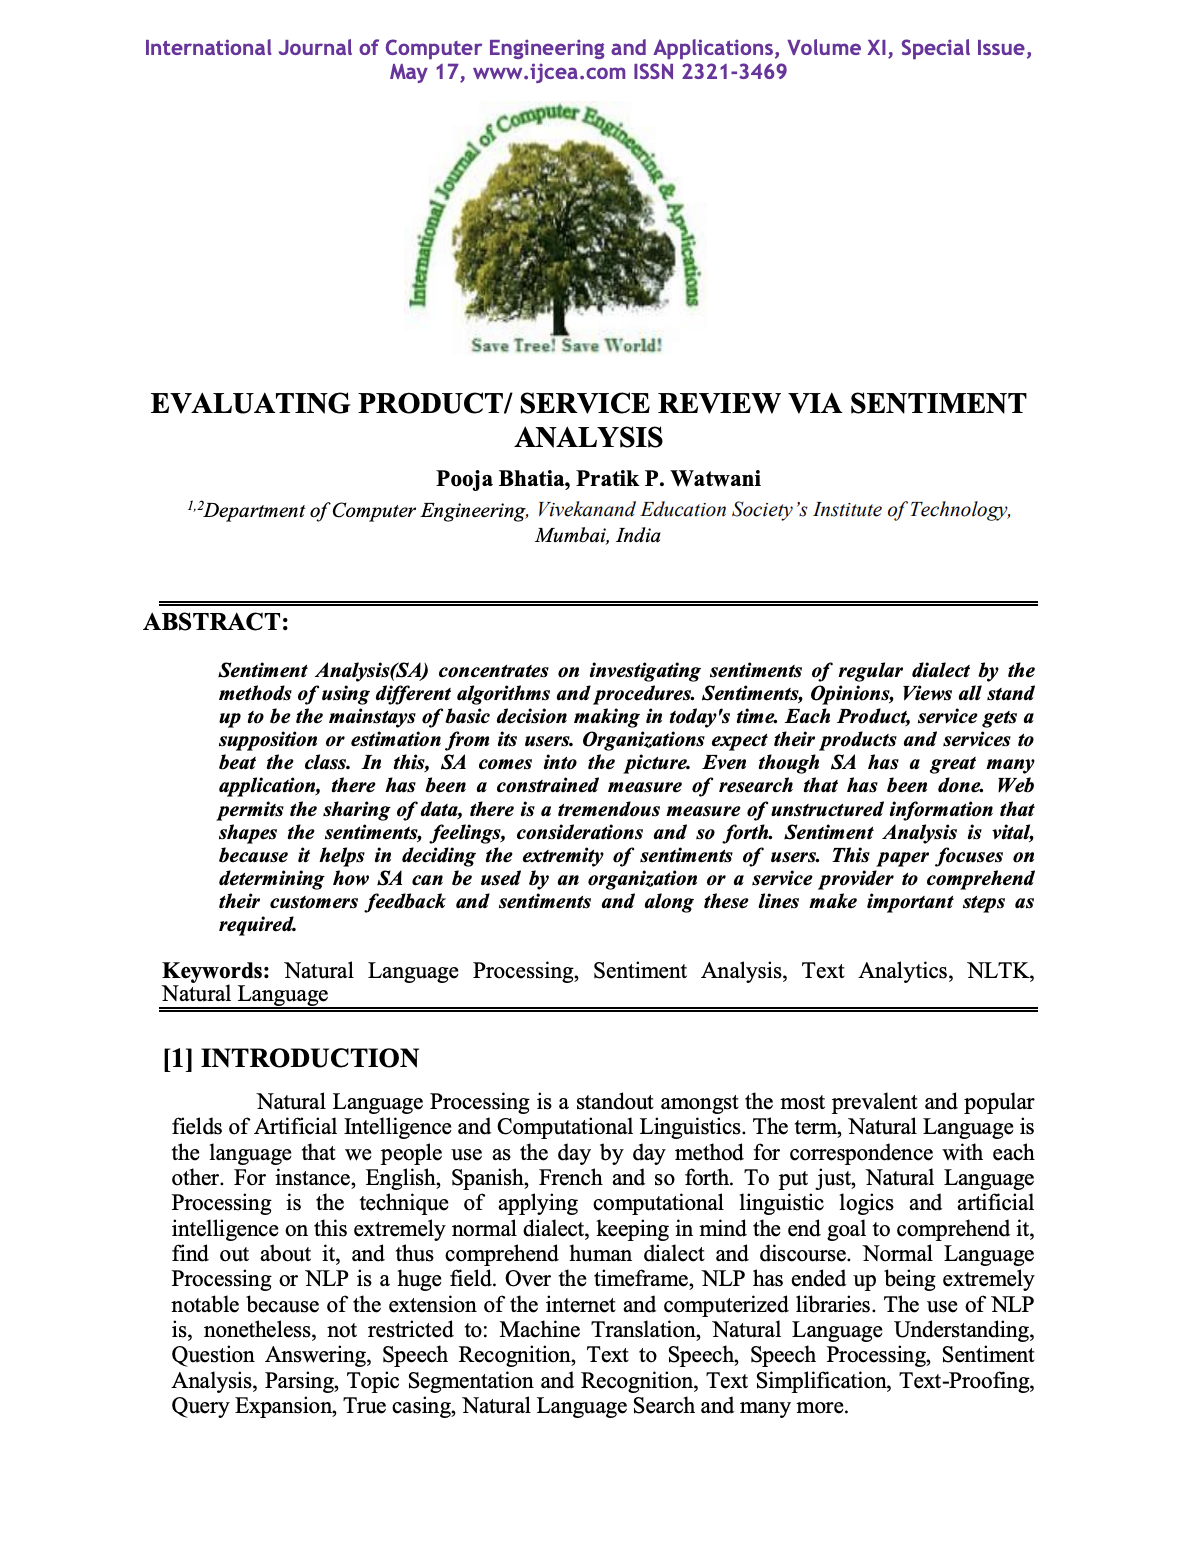 International Journal of Computer Engineering and Applications, Volume XI, Special Issue,
May 17, www.ijcea.com ISSN 2321-3469
International Journal of Computer Engineering & Applications
Save Tree! Save World!
EVALUATING PRODUCT/ SERVICE REVIEW VIA SENTIMENT
ANALYSIS
Pooja Bhatia, Pratik P. Watwani
1,2Department of Computer Engineering, Vivekanand Education Society’s Institute of Technology,
Mumbai, India
ABSTRACT:
Sentiment Analysis(SA) concentrates on investigating sentiments of regular dialect by the
methods of using different algorithms and procedures. Sentiments, Opinions, Views all stand
up to be the mainstays of basic decision making in today's time. Each Product, service gets a
supposition or estimation from its users. Organizations expect their products and services to
beat the class. In this, SA comes into the picture. Even though SA has a great many
application, there has been a constrained measure of research that has been done. Web
permits the sharing of data, there is a tremendous measure of unstructured information that
shapes the sentiments, feelings, considerations and so forth. Sentiment Analysis is vital,
because it helps in deciding the extremity of sentiments of users. This paper focuses on
determining how SA can be used by an organization or a service provider to comprehend
their customers feedback and sentiments and along these lines make important steps as
required.
Keywords: Natural Language Processing, Sentiment Analysis, Text Analytics, NLTK,
Natural Language
[1] INTRODUCTION
Natural Language Processing is a standout amongst the most prevalent and popular
fields of Artificial Intelligence and Computational Linguistics. The term, Natural Language is
the language that we people use as the day by day method for correspondence with each
other. For instance, English, Spanish, French and so forth. To put just, Natural Language
Processing is the technique of applying computational linguistic logics and artificial
intelligence on this extremely normal dialect, keeping in mind the end goal to comprehend it,
find out about it, and thus comprehend human dialect and discourse. Normal Language
Processing or NLP is a huge field. Over the timeframe, NLP has ended up being extremely
notable because of the extension of the internet and computerized libraries. The use of NLP
is, nonetheless, not restricted to: Machine Translation, Natural Language Understanding,
Question Answering, Speech Recognition, Text to Speech, Speech Processing, Sentiment
Analysis, Parsing, Topic Segmentation and Recognition, Text Simplification, Text-Proofing,
Query Expansion, True casing, Natural Language Search and many more.